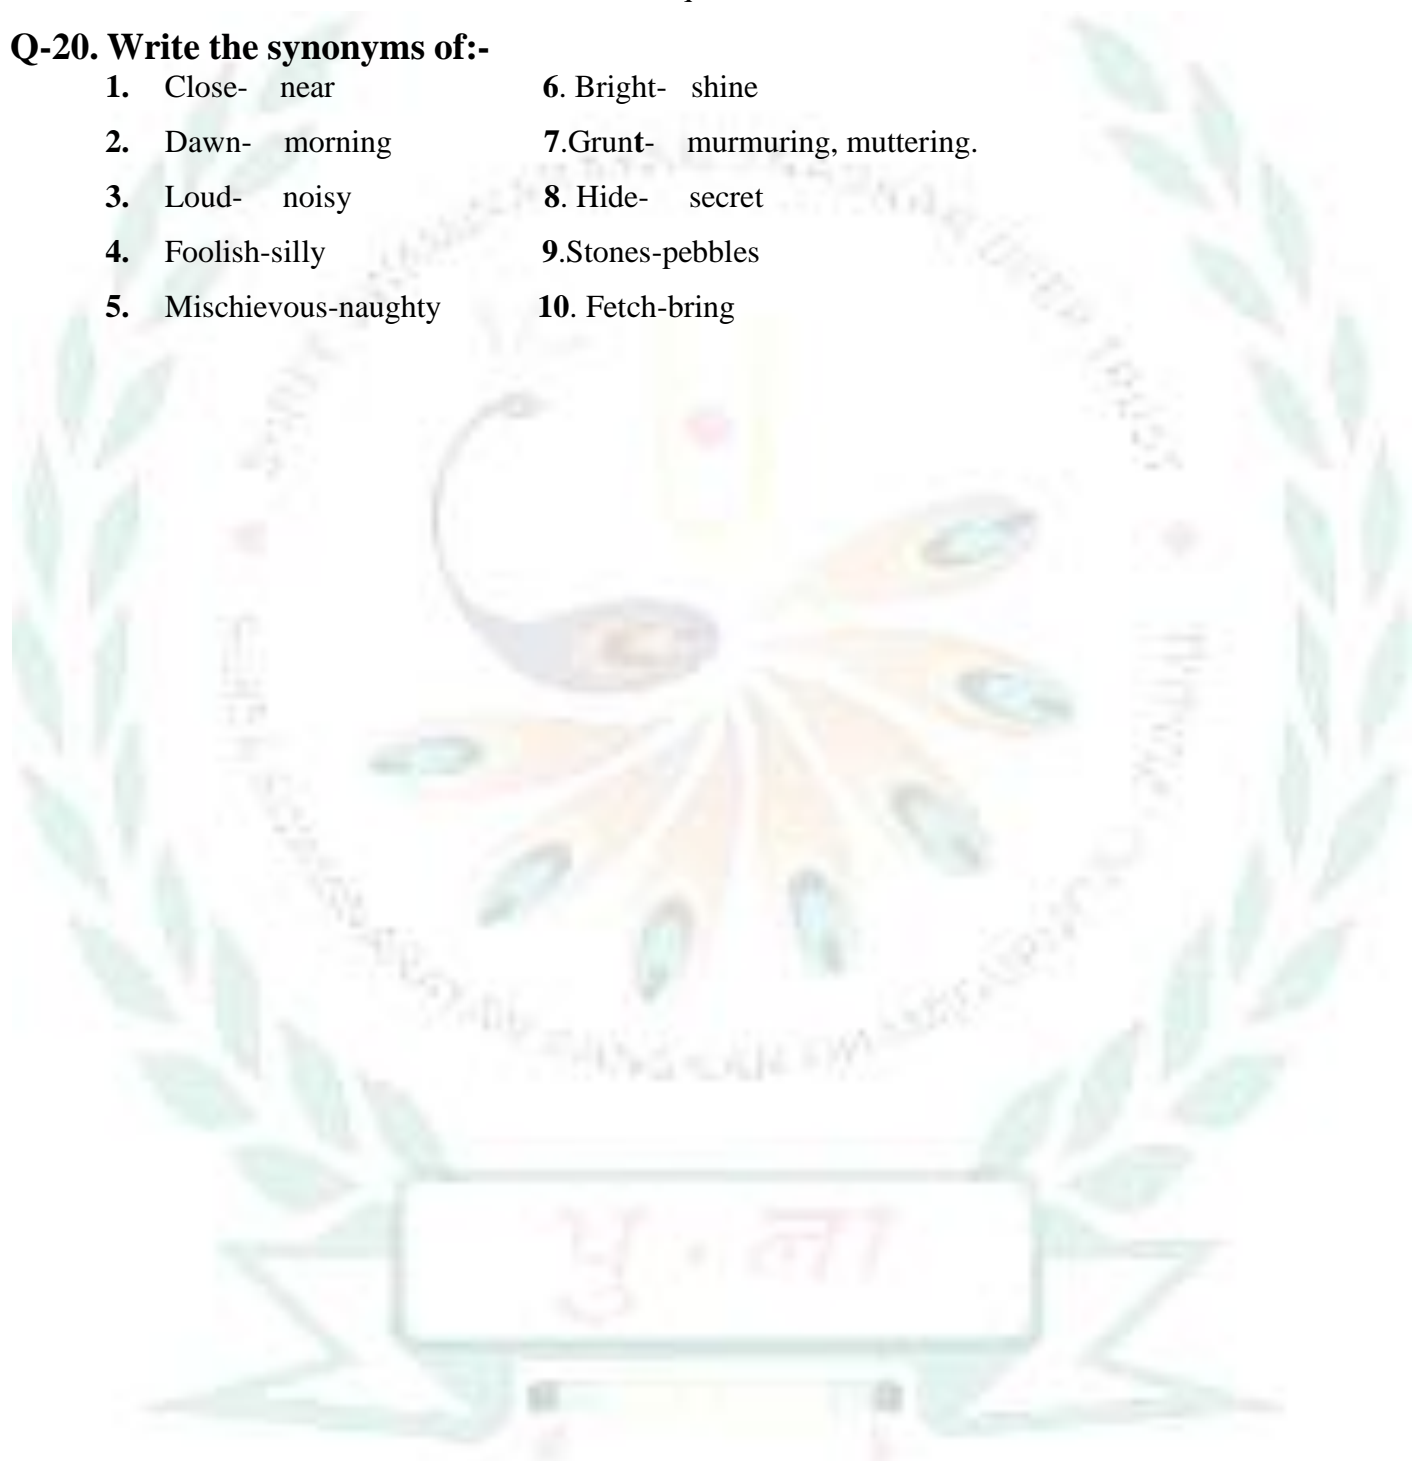 Q-20. Write the synonyms of:-
1. Close- near 6. Bright- shine
2. Dawn- morning 7.Grunt- murmuring, muttering.
3. Loud- noisy 8. Hide- secret
4. Foolish-silly 9.Stones-pebbles
5. Mischievous-naughty 10. Fetch-bring
पु . ना